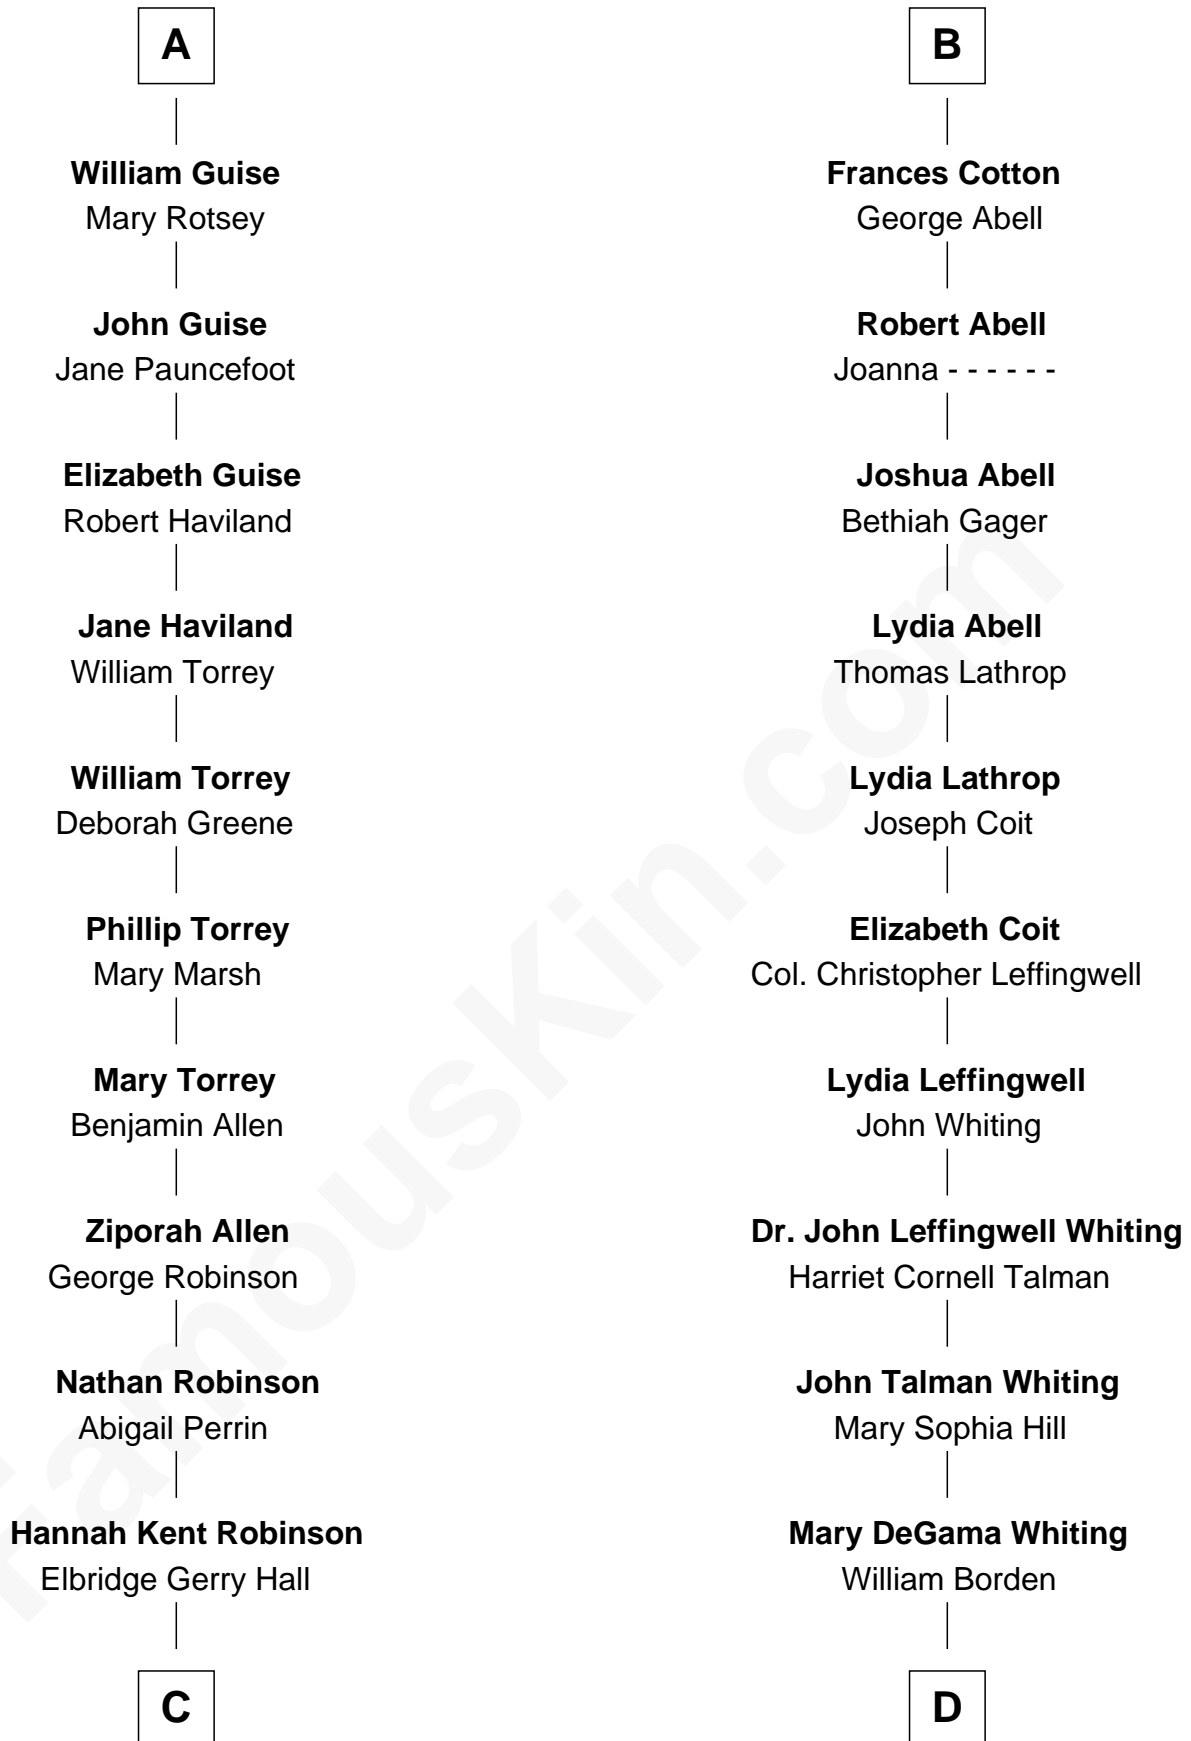 A
William Guise
Mary Rotsey
John Guise
Jane Pauncefoot
Elizabeth Guise
Robert Haviland
Jane Haviland
William Torrey
William Torrey
Deborah Greene
Phillip Torrey
Mary Marsh
Mary Torrey
Benjamin Allen
Ziporah Allen
George Robinson
Nathan Robinson
Abigail Perrin
Hannah Kent Robinson
Elbridge Gerry Hall
C
B
Frances Cotton
George Abell
Robert Abell
Joanna - - - - - -
Joshua Abell
Bethiah Gager
Lydia Abell
Thomas Lathrop
Lydia Lathrop
Joseph Coit
Elizabeth Coit
Col. Christopher Leffingwell
Lydia Leffingwell
John Whiting
Dr. John Leffingwell Whiting
Harriet Cornell Talman
John Talman Whiting
Mary Sophia Hill
Mary DeGama Whiting
William Borden
D
FamousKin.com